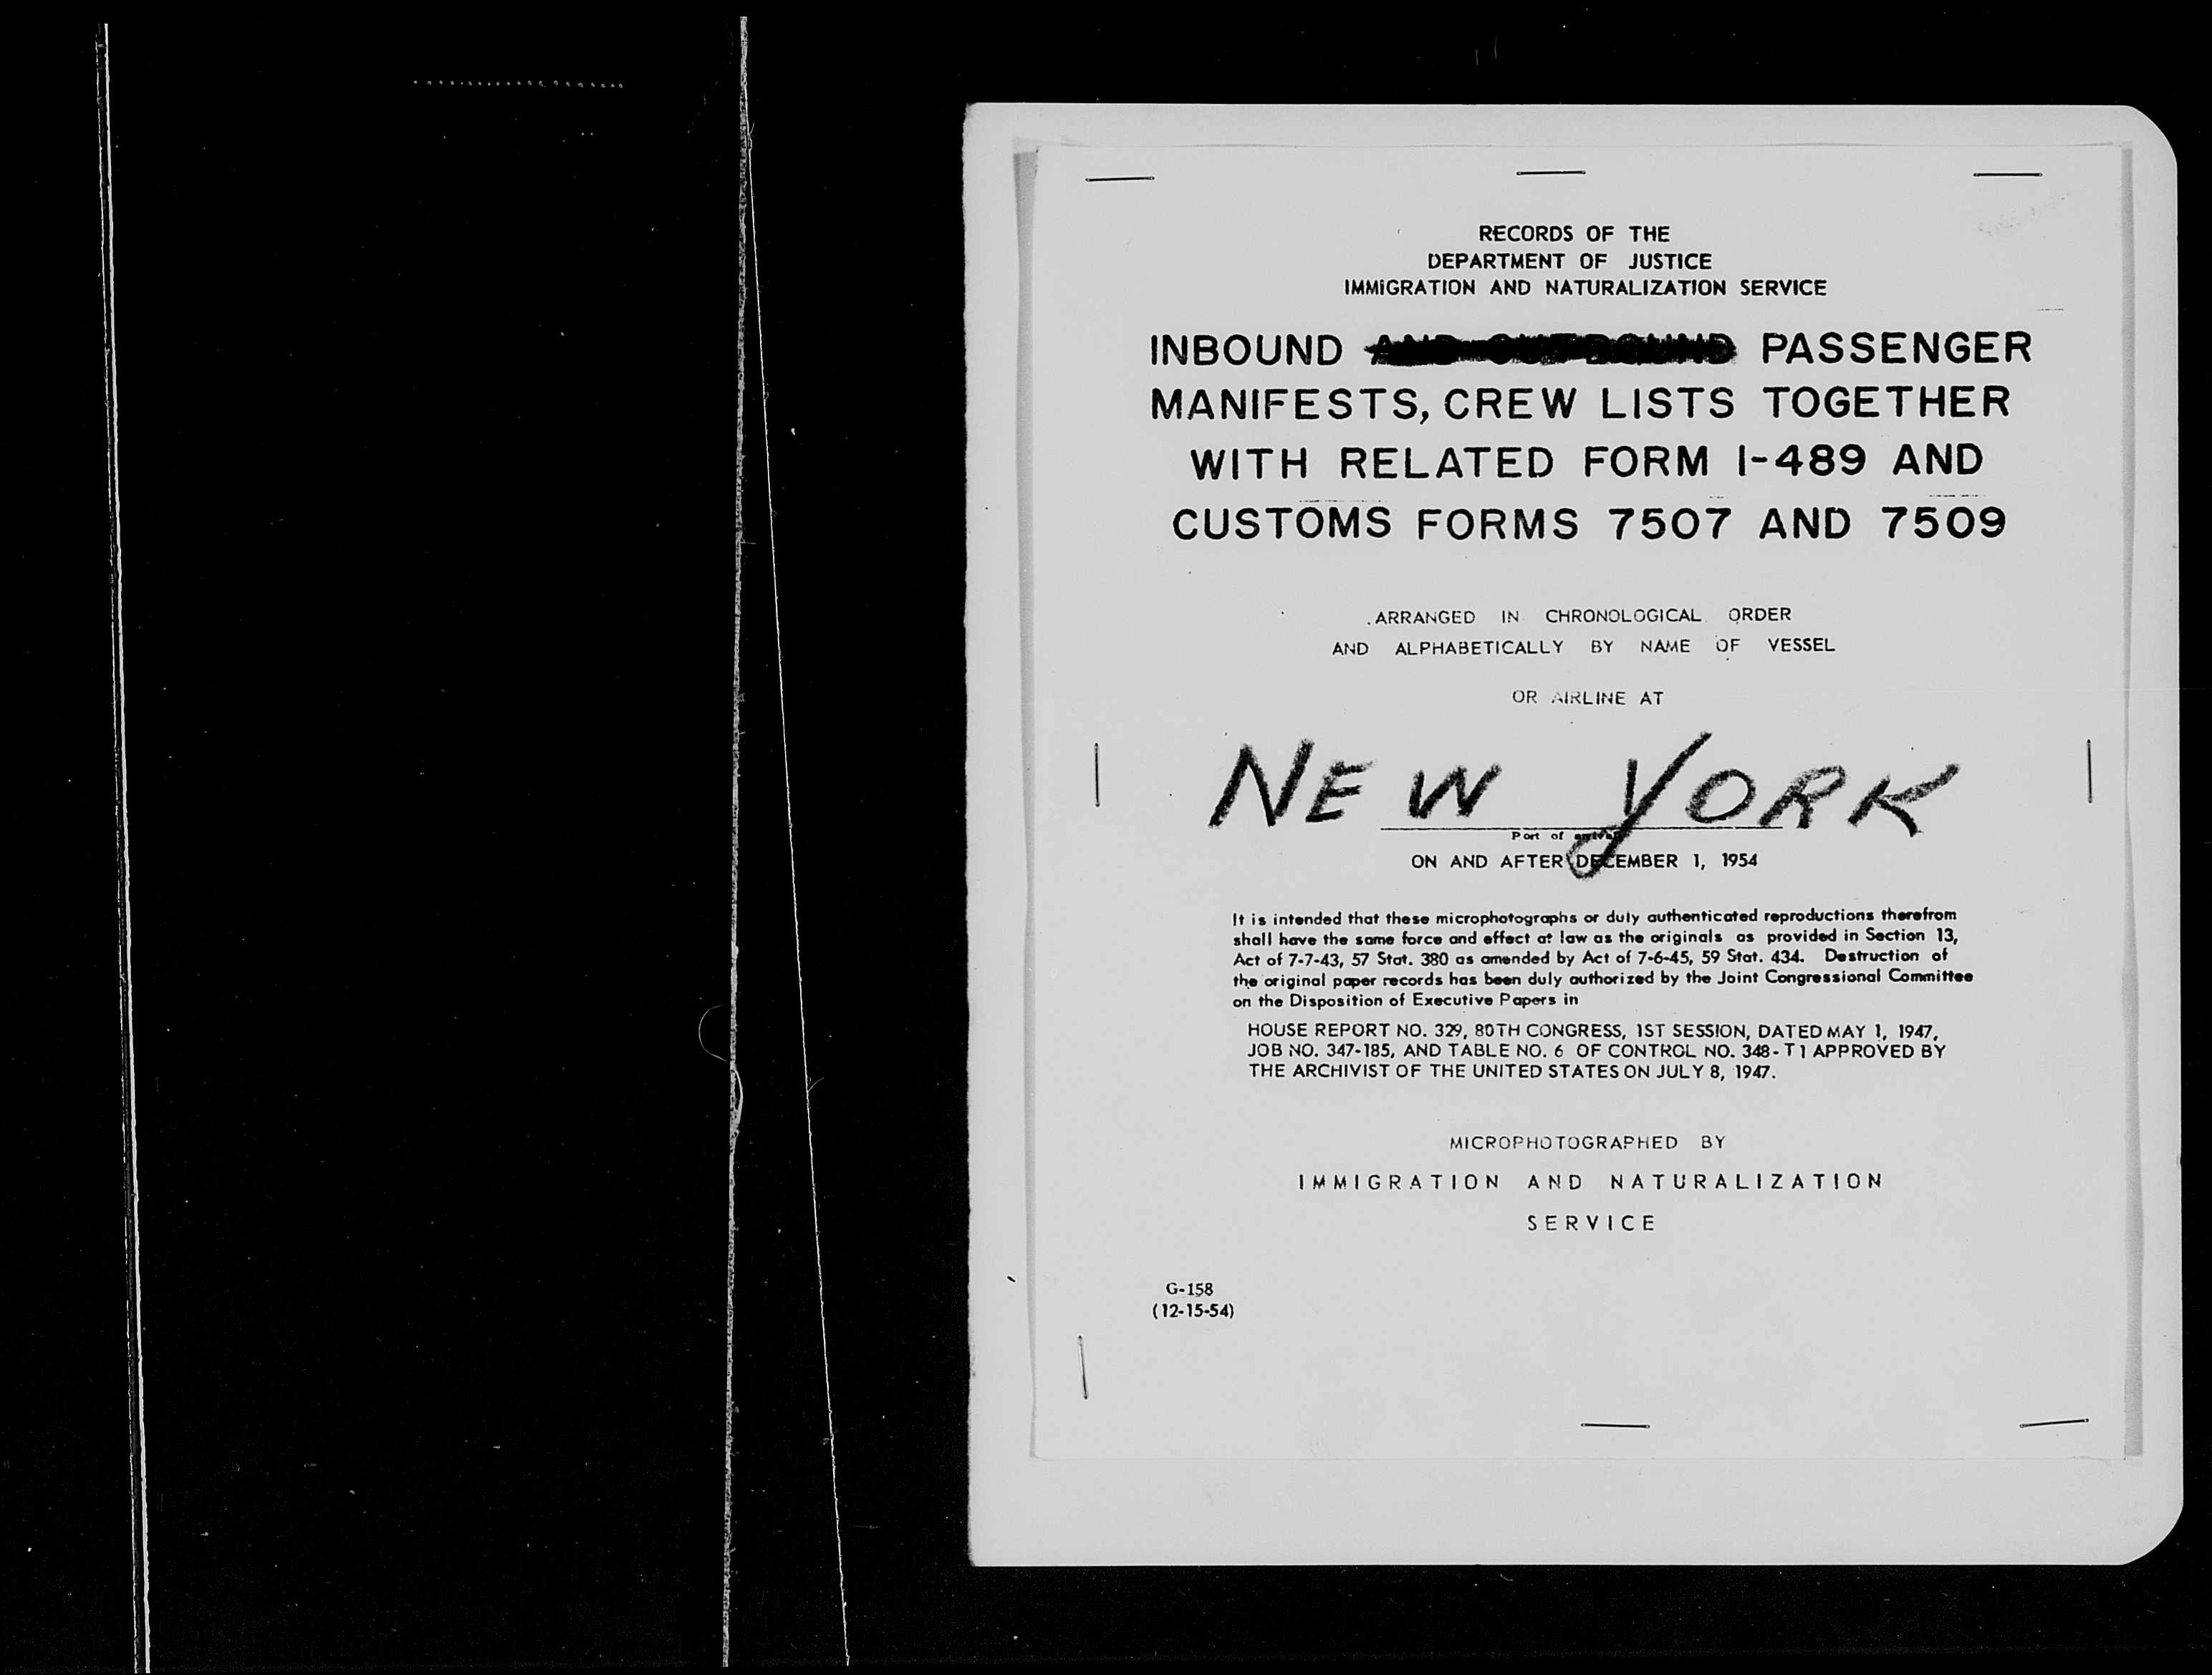 RECORDS OF THE
DEPARTMENT OF JUSTICE
IMMIGRATION AND NATURALIZATION SERVICE
INBOUND AND OUTBOUND PASSENGER
MANIFESTS, CREW LISTS TOGETHER
WITH RELATED FORM I-489 AND
CUSTOMS FORMS 7507 AND 7509
ARRANGED IN CHRONOLOGICAL ORDER
AND ALPHABETICALLY BY NAME OF VESSEL
OR AIRLINE AT
NEW YORK
Port of arrival
ON AND AFTER DECEMBER 1, 1954
It is intended that these microphotographs or duly authenticated reproductions therefrom
shall have the same force and effect at law as the originals as provided in Section 13,
Act of 7-7-43, 57 Stat. 380 as amended by Act of 7-6-45, 59 Stat. 434. Destruction of
the original paper records has been duly authorized by the Joint Congressional Committee
on the Disposition of Executive Papers in
HOUSE REPORT NO. 329, 80TH CONGRESS, 1ST SESSION, DATED MAY 1, 1947,
JOB NO. 347-185, AND TABLE NO. 6 OF CONTROL NO. 348-T1 APPROVED BY
THE ARCHIVIST OF THE UNITED STATES ON JULY 8, 1947.
MICROPHOTOGRAPHED BY
IMMIGRATION AND NATURALIZATION
SERVICE
G-158
(12-15-54)